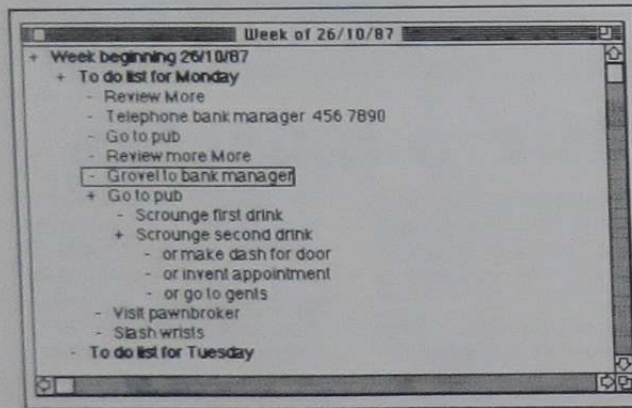 Week of 26/10/87
+ Week beginning 26/10/87
+ To do list for Monday
- Review More
- Telephone bank manager 456 7890
- Go to pub
- Review more More
- Grovel to bank manager
+ Go to pub
- Scrounge first drink
+ Scrounge second drink
- or make dash for door
- or invent appointment
- or go to gents
- Visit pawnbroker
- Slash wrists
- To do list for Tuesday